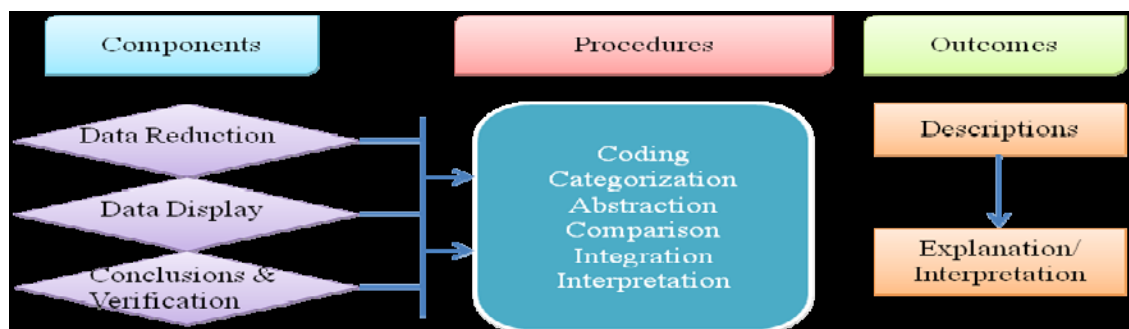 Components
Procedures
Outcomes
Data Reduction
Data Display
Conclusions &
Verification
Coding
Categorization
Abstraction
Comparison
Integration
Interpretation
Descriptions
Explanation/
Interpretation